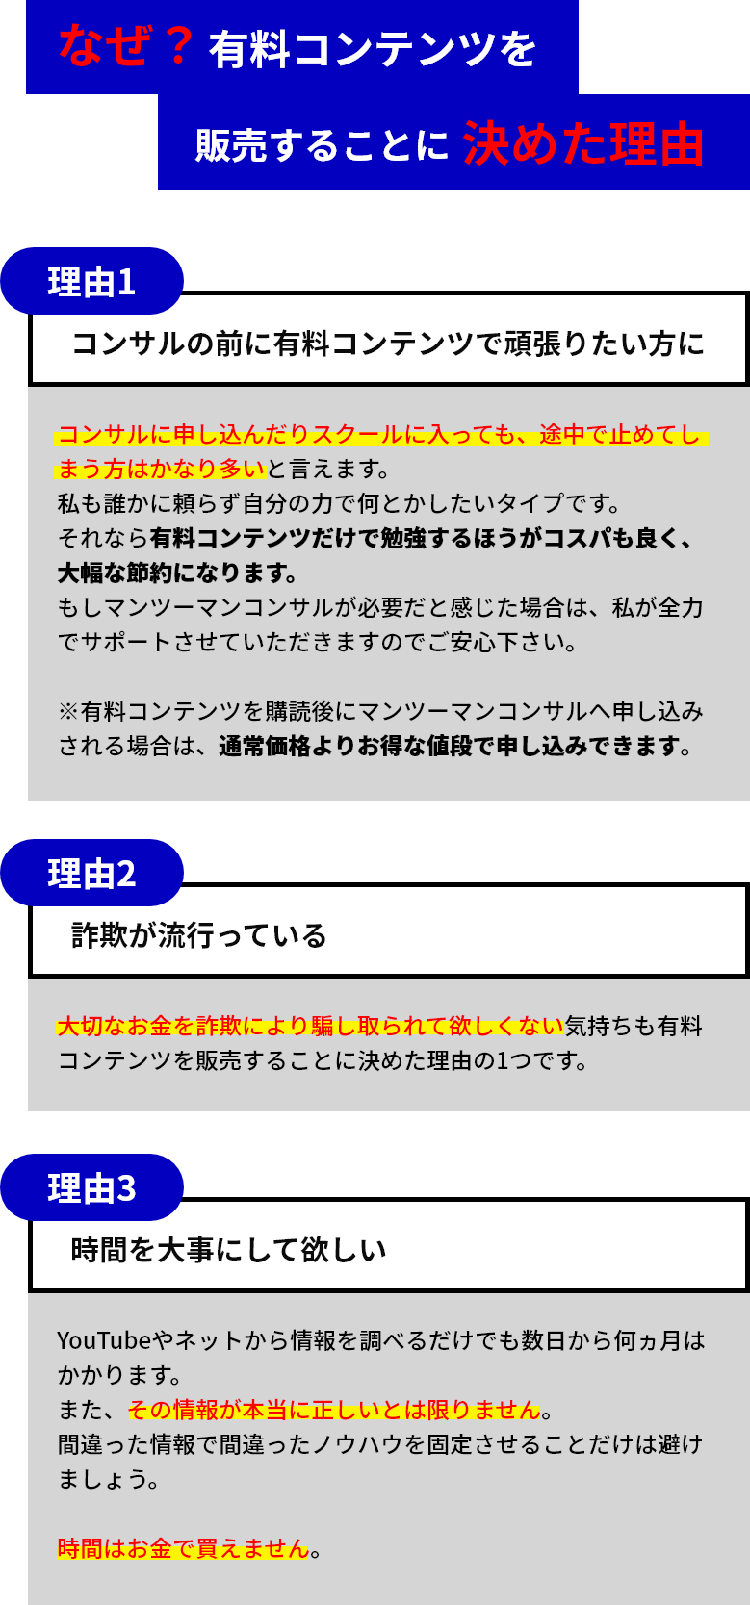 なぜ？有料コンテンツを
販売することに 決めた理由
理由1
コンサルの前に有料コンテンツで頑張りたい方に
コンサルに申し込んだりスクールに入っても、途中で止めてし
まう方はかなり多いと言えます。
私も誰かに頼らず自分の力で何とかしたいタイプです。
それなら有料コンテンツだけで勉強するほうがコスパも良く、
大幅な節約になります。
もしマンツーマンコンサルが必要だと感じた場合は、私が全力
でサポートさせていただきますのでご安心下さい。
※有料コンテンツを購読後にマンツーマンコンサルへ申し込み
される場合は、通常価格よりお得な値段で申し込みできます。
理由2
詐欺が流行っている
大切なお金を詐欺により騙し取られて欲しくない気持ちも有料
コンテンツを販売することに決めた理由の1つです。
理由3
時間を大事にして欲しい
YouTubeやネットから情報を調べるだけでも数日から何ヵ月は
かかります。
また、その情報が本当に正しいとは限りません。
間違った情報で間違ったノウハウを固定させることだけは避け
ましょう。
時間はお金で買えません。